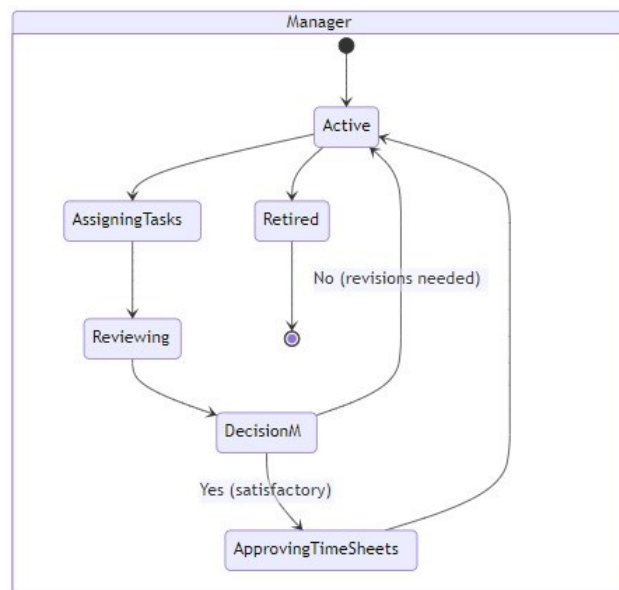 Manager
Active
AssigningTasks
Retired
No (revisions needed)
Reviewing
DecisionM
Yes (satisfactory)
ApprovingTimeSheets